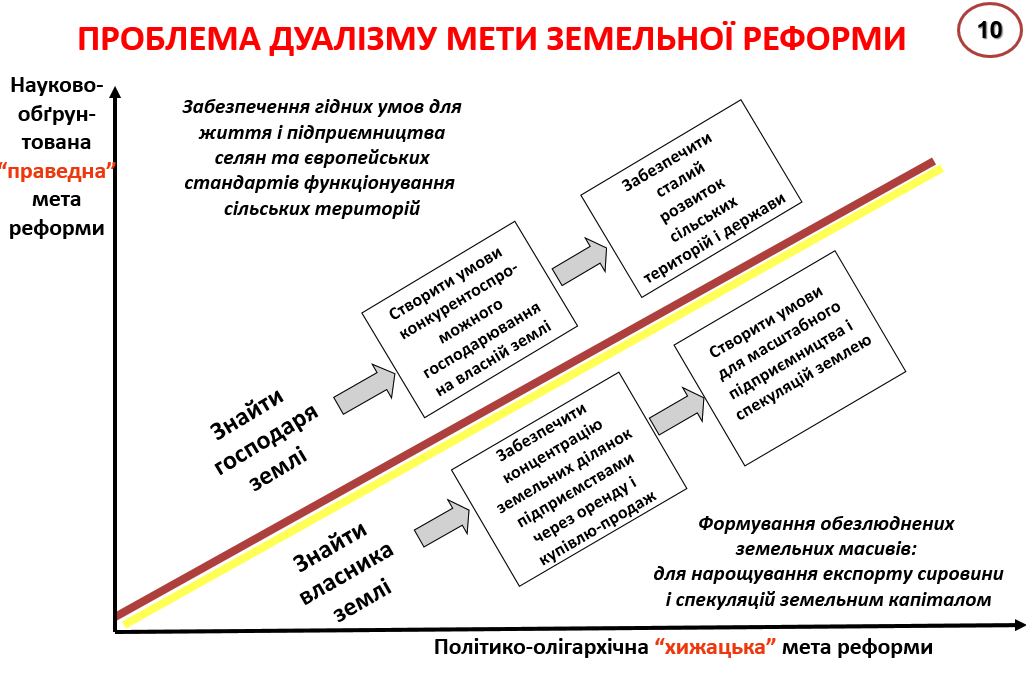 ПРОБЛЕМА ДУАЛІЗМУ МЕТИ ЗЕМЕЛЬНОЇ РЕФОРМИ
10
Науково-
обґрун-
тована
“праведна”
мета
реформи
Забезпечення гідних умов для
життя і підприємництва
селян та європейських
стандартів функціонування
сільських територій
Знайти
господаря
землі
Створити умови
конкурентоспро-
можного
господарювання
на власній землі
Забезпечити
сталий
розвиток
сільських
територій і держави
Знайти
власника
землі
Забезпечити
концентрацію
земельних ділянок
підприємствами
через оренду і
купівлю-продаж
Створити умови
для масштабного
підприємництва і
спекуляцій землею
Формування обезлюднених
земельних масивів:
для нарощування експорту сировини
і спекуляцій земельним капіталом
Політико-олігархічна “хижацька” мета реформи